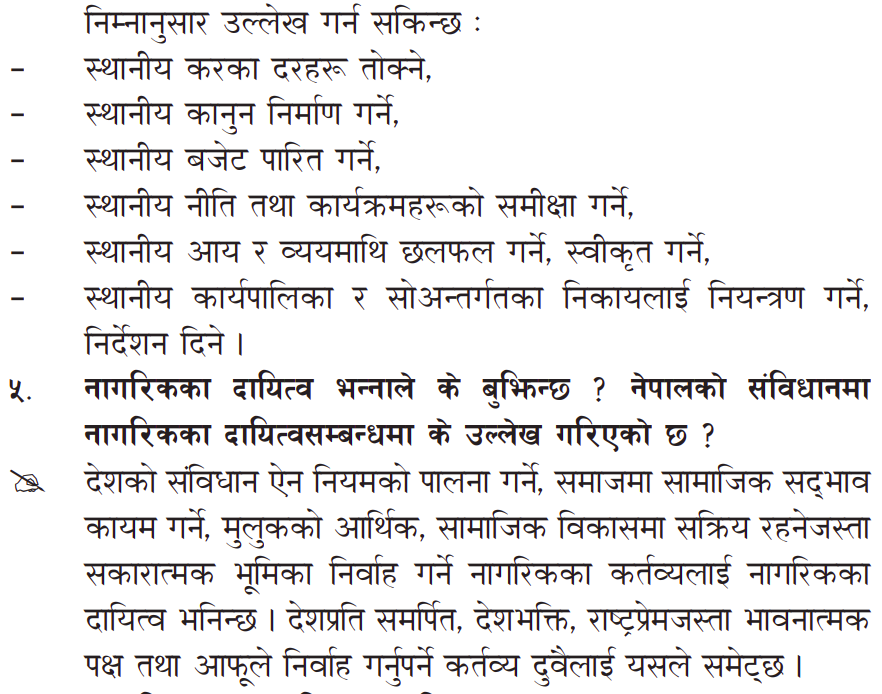 निम्नानुसार उल्लेख गर्न सकिन्छ :
– स्थानीय करका दरहरू तोक्ने,
– स्थानीय कानुन निर्माण गर्ने,
– स्थानीय बजेट पारित गर्ने,
– स्थानीय नीति तथा कार्यक्रमहरूको समीक्षा गर्ने,
– स्थानीय आय र व्ययमाथि छलफल गर्ने, स्वीकृत गर्ने,
– स्थानीय कार्यपालिका र सोअन्तर्गतका निकायलाई नियन्त्रण गर्ने,
निर्देशन दिने ।
५. नागरिकका दायित्व भन्नाले के बुझिन्छ ? नेपालको संविधानमा
नागरिकका दायित्वसम्बन्धमा के उल्लेख गरिएको छ ?
देशको संविधान ऐन नियमको पालना गर्ने, समाजमा सामाजिक सद्‌भाव
कायम गर्ने, मुलुकको आर्थिक, सामाजिक विकासमा सक्रिय रहनेजस्ता
सकारात्मक भूमिका निर्वाह गर्ने नागरिकका कर्तव्यलाई नागरिकका
दायित्व भनिन्छ । देशप्रति समर्पित, देशभक्ति, राष्ट्रप्रेमजस्ता भावनात्मक
पक्ष तथा आफूले निर्वाह गर्नुपर्ने कर्तव्य दुवैलाई यसले समेट्छ ।